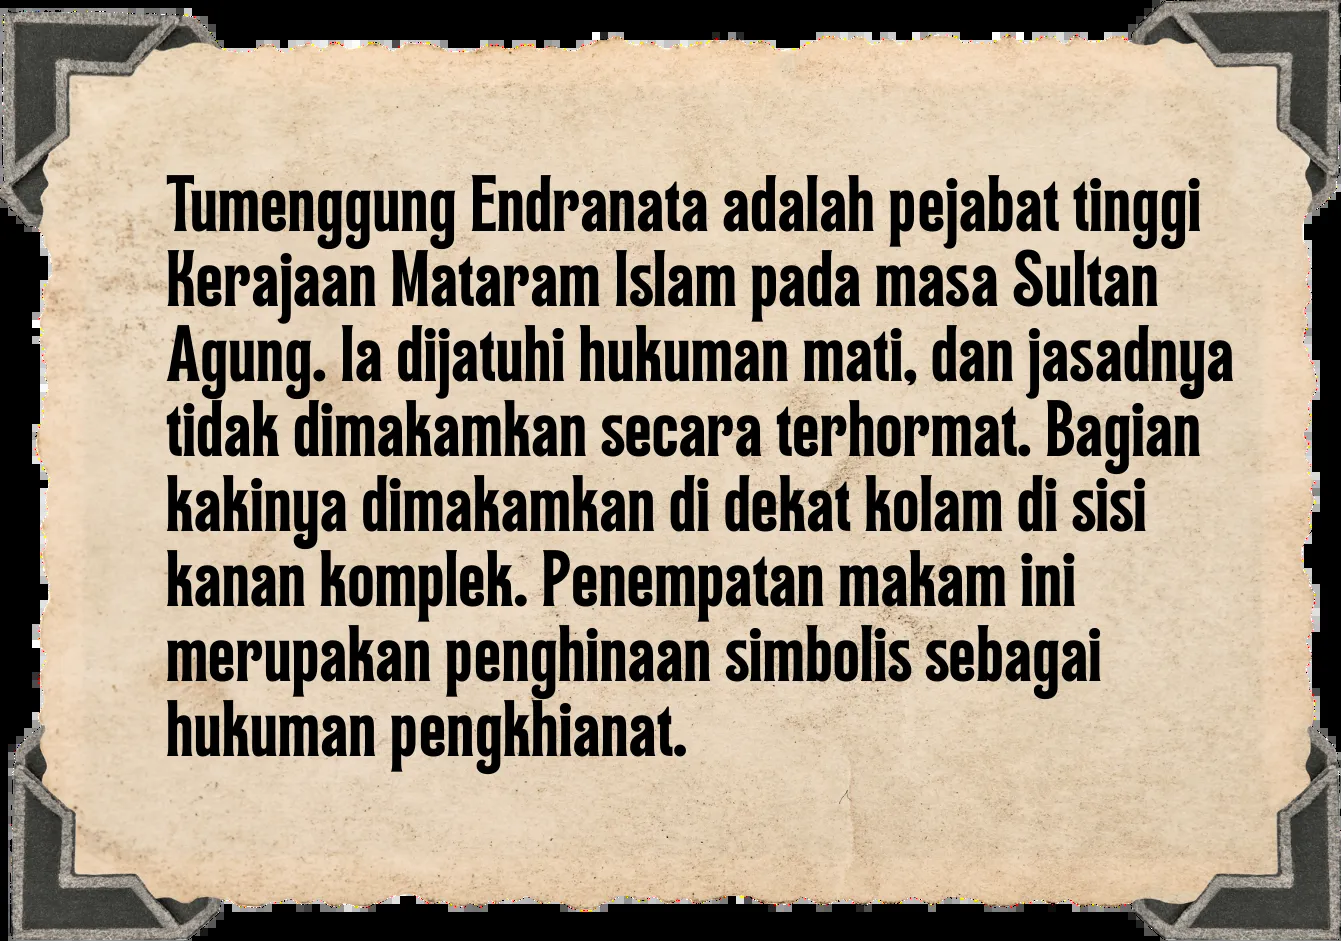 Tumenggung Endranata adalah pejabat tinggi
Kerajaan Mataram Islam pada masa Sultan
Agung. Ia dijatuhi hukuman mati, dan jasadnya
tidak dimakamkan secara terhormat. Bagian
kakinya dimakamkan di dekat kolam di sisi
kanan komplek. Penempatan makam ini
merupakan penghinaan simbolis sebagai
hukuman pengkhianat.